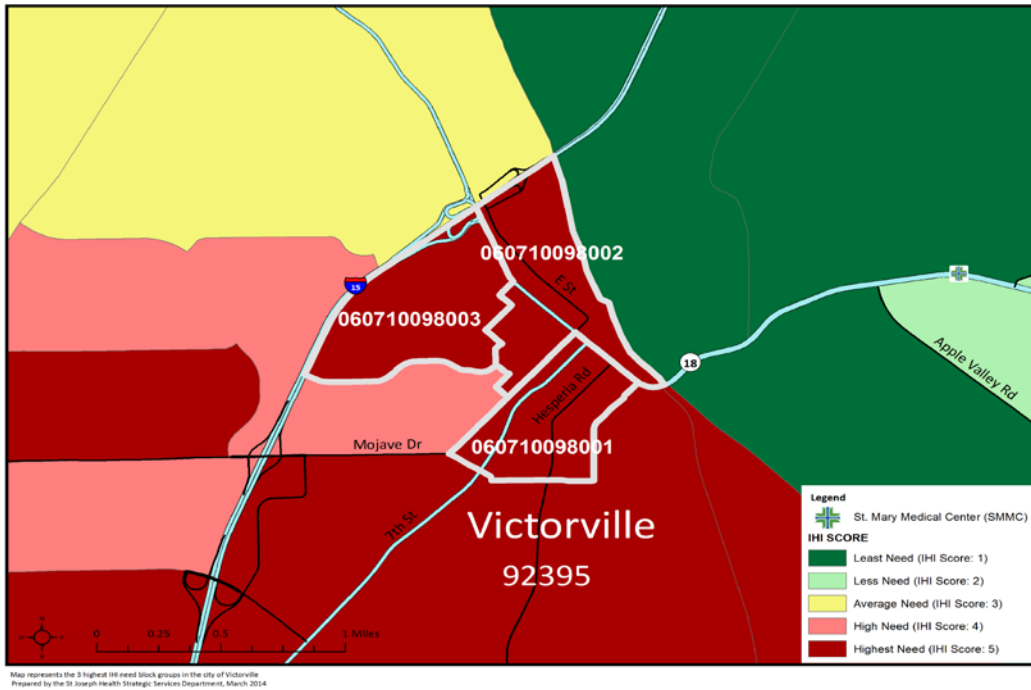 060710098002
E St
15
060710098003
18
Apple Valley Rd
Hesperia Rd
Mojave Dr
060710098001
7th St
Victorville
92395
Legend
St. Mary Medical Center (SMMC)
IHI SCORE
Least Need (IHI Score: 1)
Less Need (IHI Score: 2)
Average Need (IHI Score: 3)
High Need (IHI Score: 4)
Highest Need (IHI Score: 5)
0 0.25 0.5 1 Miles
Map represents the 3 highest IHI need block groups in the city of Victorville
Prepared by the St Joseph Health Strategic Services Department, March 2014